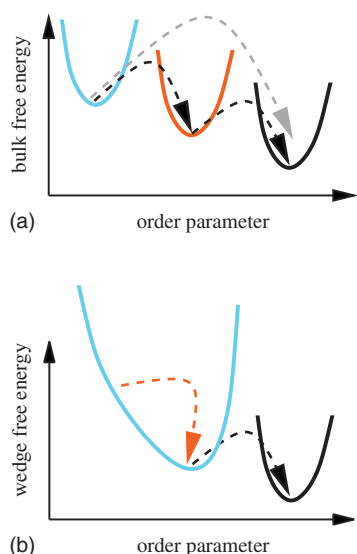 bulk free energy
(a)
order parameter
wedge free energy
(b)
order parameter